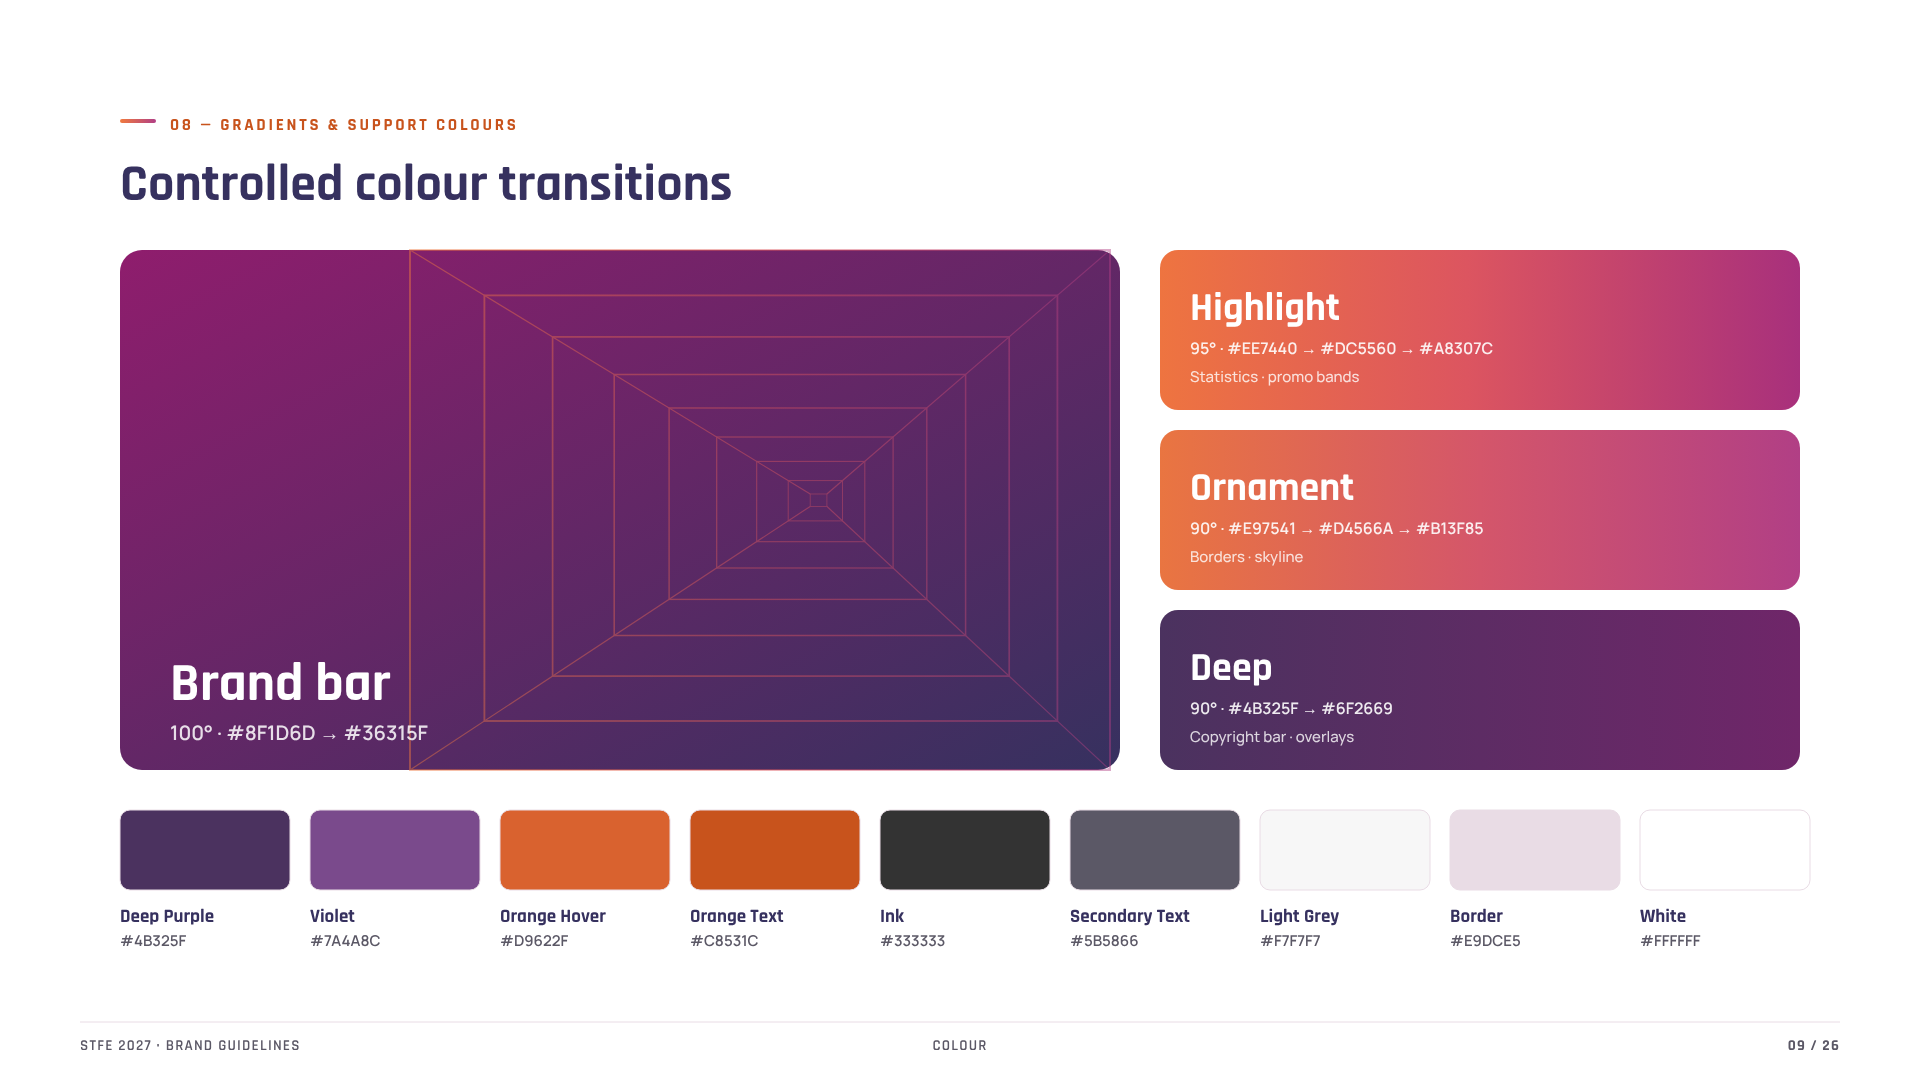 08 — GRADIENTS & SUPPORT COLOURS
Controlled colour transitions
Brand bar
100° · #8F1D6D → #36315F
Highlight
95° · #EE7440 → #DC5560 → #A8307C
Statistics · promo bands
Ornament
90° · #E97541 → #D4566A → #B13F85
Borders · skyline
Deep
90° · #4B325F → #6F2669
Copyright bar · overlays
Deep Purple
#4B325F
Violet
#7A4A8C
Orange Hover
#D9622F
Orange Text
#C8531C
Ink
#333333
Secondary Text
#5B5866
Light Grey
#F7F7F7
Border
#E9DCE5
White
#FFFFFF
STFE 2027 · BRAND GUIDELINES
COLOUR
09 / 26